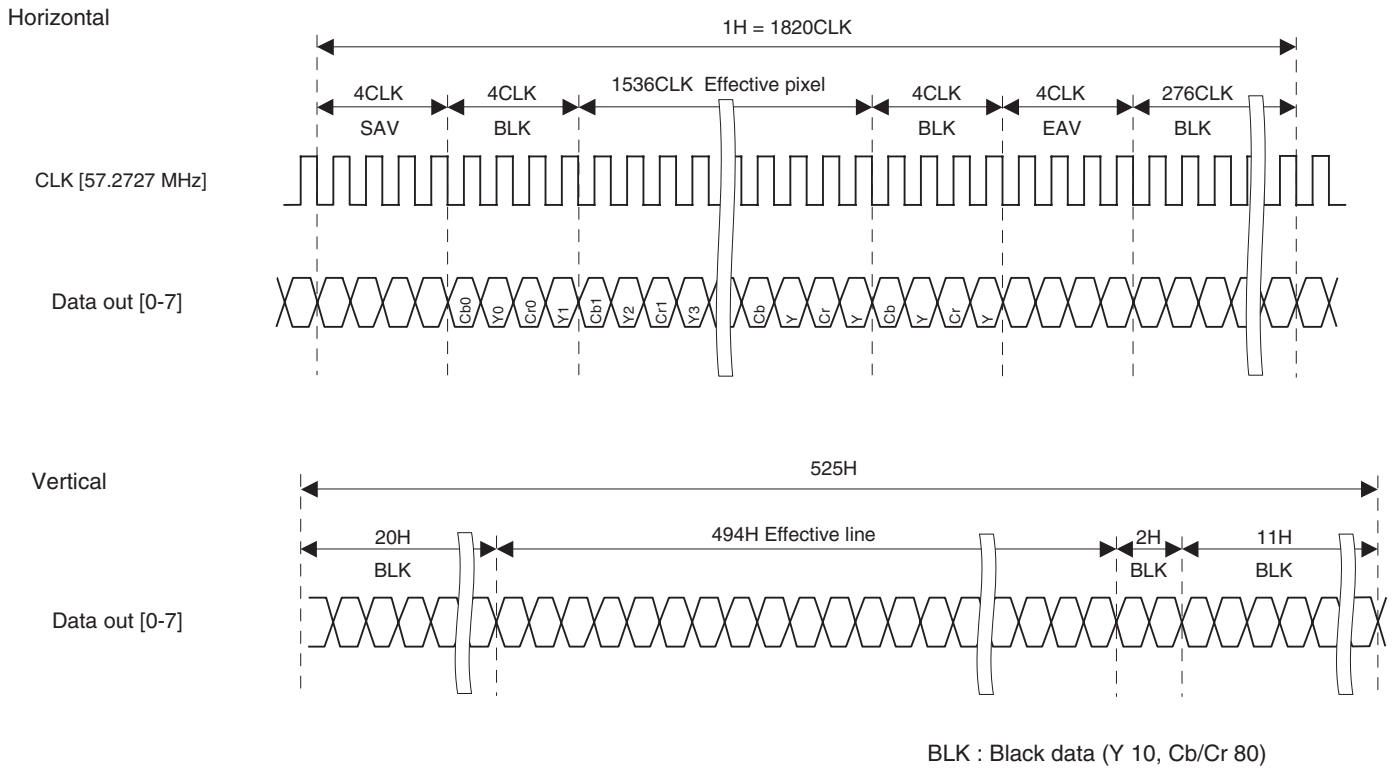 Horizontal
1H = 1820CLK
4CLK 4CLK 1536CLK Effective pixel 4CLK 4CLK 276CLK
SAV BLK BLK EAV BLK
CLK [57.2727 MHz]
Data out [0-7]
Cb0 Y0 Cr0 Y1 Cb1 Y2 Cr1 Y3 Cb Y Cr Y Cb Y Cr Y
Vertical
525H
20H 494H Effective line 2H 11H
BLK BLK BLK
Data out [0-7]
BLK : Black data (Y 10, Cb/Cr 80)